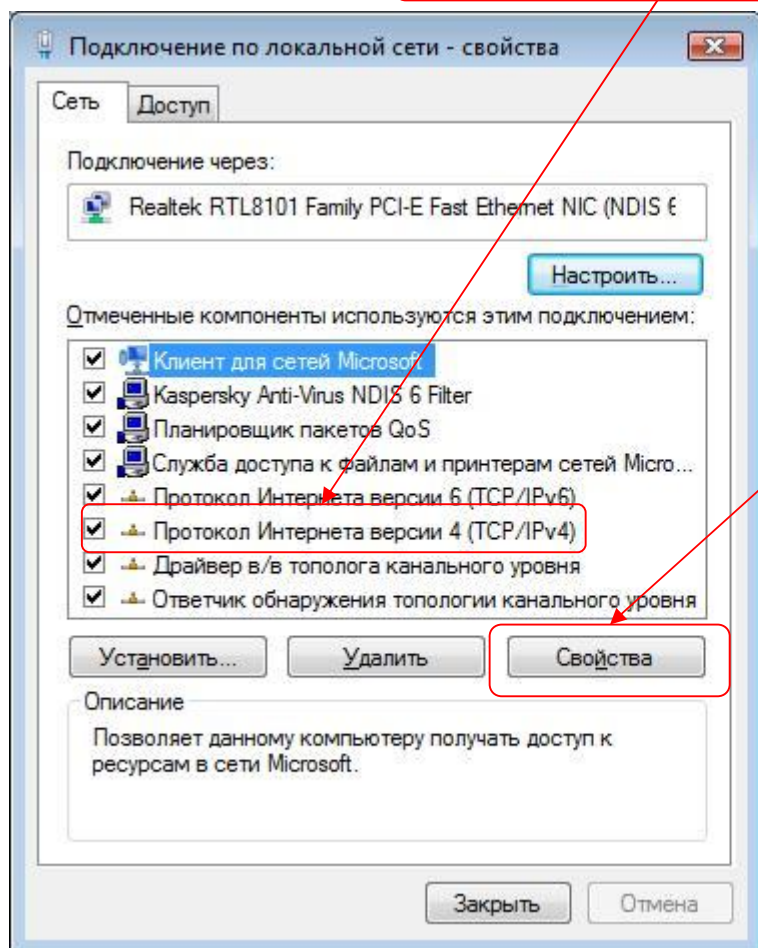 Подключение по локальной сети - свойства
Сеть
Доступ
Подключение через:
Realtek RTL8101 Family PCI-E Fast Ethernet NIC (NDIS 6
Настроить...
Отмеченные компоненты используются этим подключением:
Клиент для сетей Microsoft
Kaspersky Anti-Virus NDIS 6 Filter
Планировщик пакетов QoS
Служба доступа к файлам и принтерам сетей Micro...
Протокол Интернета версии 6 (TCP/IPv6)
Протокол Интернета версии 4 (TCP/IPv4)
Драйвер в/в тополога канального уровня
Ответчик обнаружения топологии канального уровня
Установить...
Удалить
Свойства
Описание
Позволяет данному компьютеру получать доступ к
ресурсам в сети Microsoft.
Закрыть
Отмена